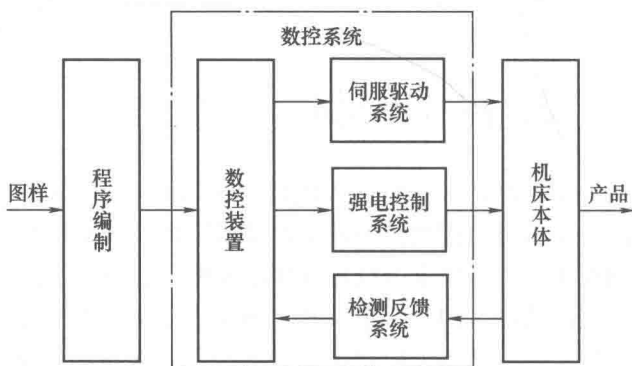 数控系统
图样
程序编制
数控装置
伺服驱动
系统
强电控制
系统
检测反馈
系统
机床本体
产品